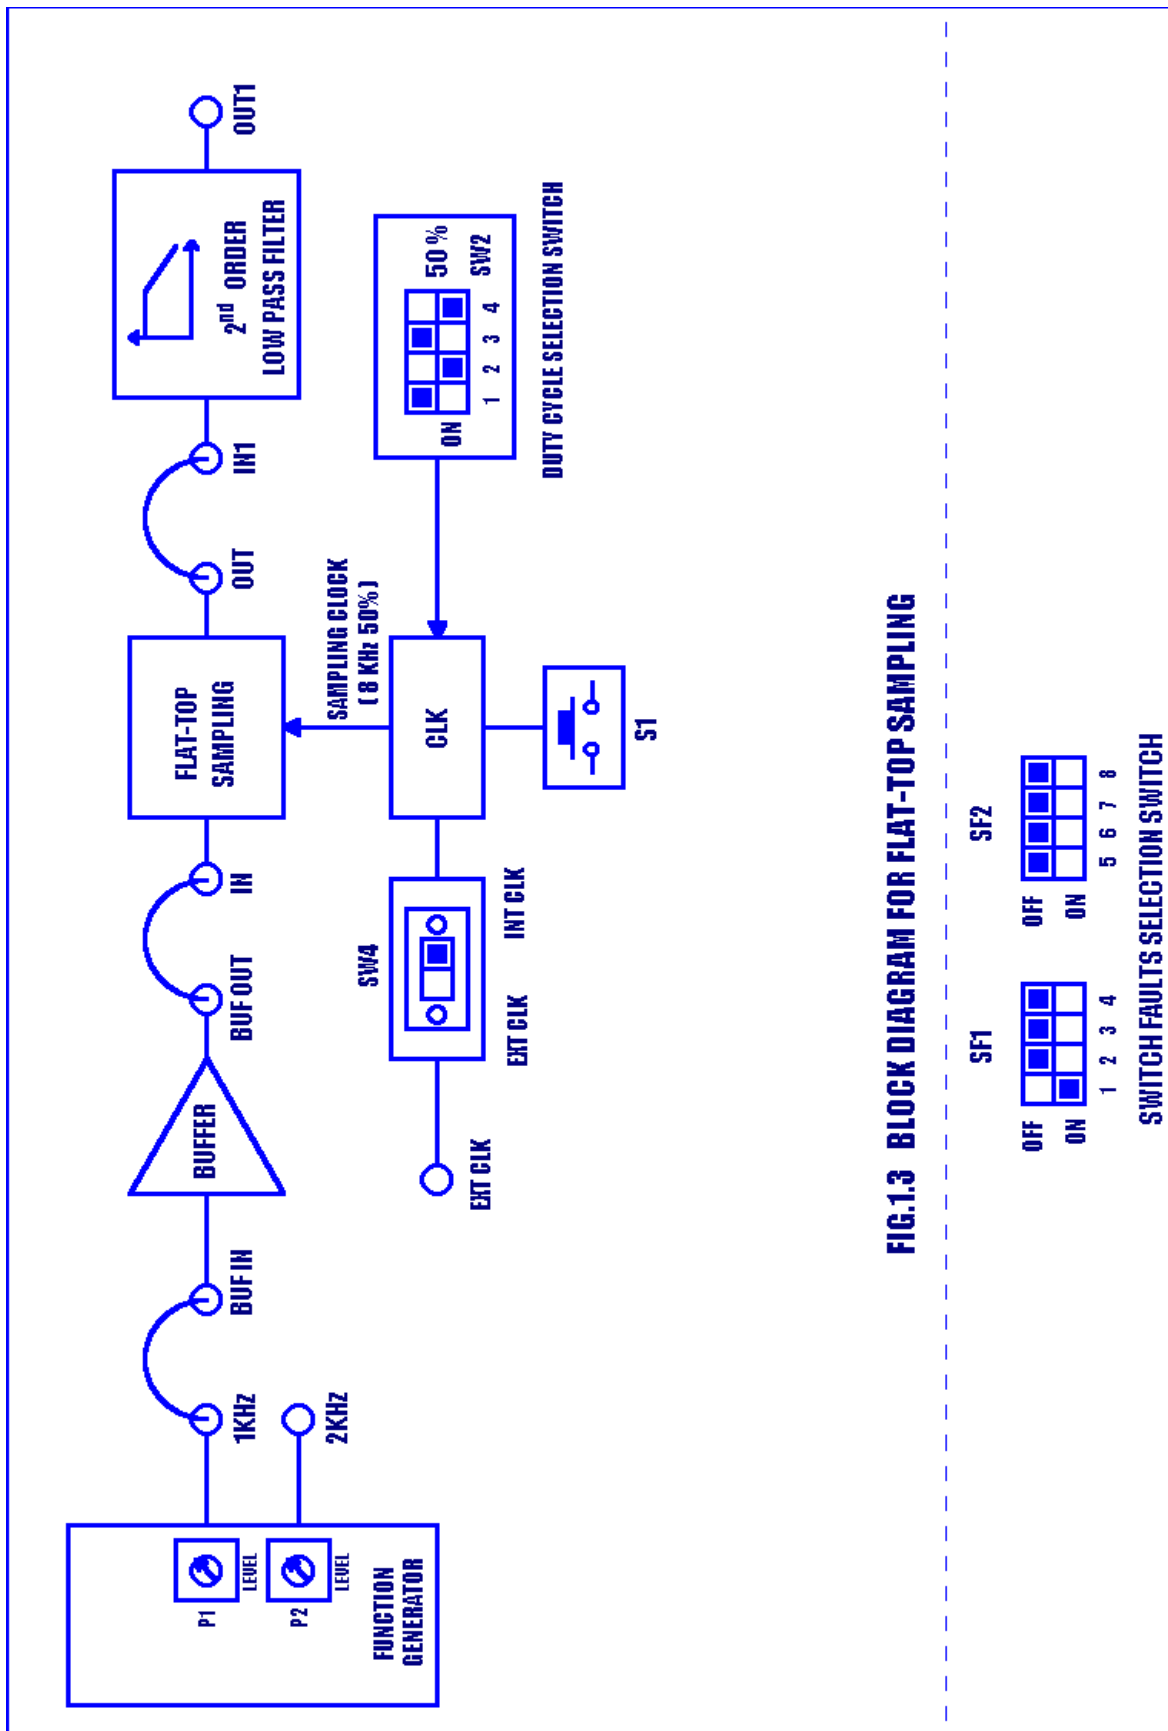 P1
LEVEL
P2
LEVEL
FUNCTION
GENERATOR
1KHz
2KHz
BUF IN
BUFFER
BUF OUT
IN
FLAT-TOP
SAMPLING
OUT
IN1
2nd ORDER
LOW PASS FILTER
OUT1
EXT CLK
SW4
EXT CLK
INT CLK
SAMPLING CLOCK
( 8 KHz 50%)
CLK
S1
ON
50 %
SW2
1 2 3 4
DUTY CYCLE SELECTION SWITCH
FIG.1.3 BLOCK DIAGRAM FOR FLAT-TOP SAMPLING
SF1
OFF
ON
1 2 3 4
SF2
OFF
ON
5 6 7 8
SWITCH FAULTS SELECTION SWITCH